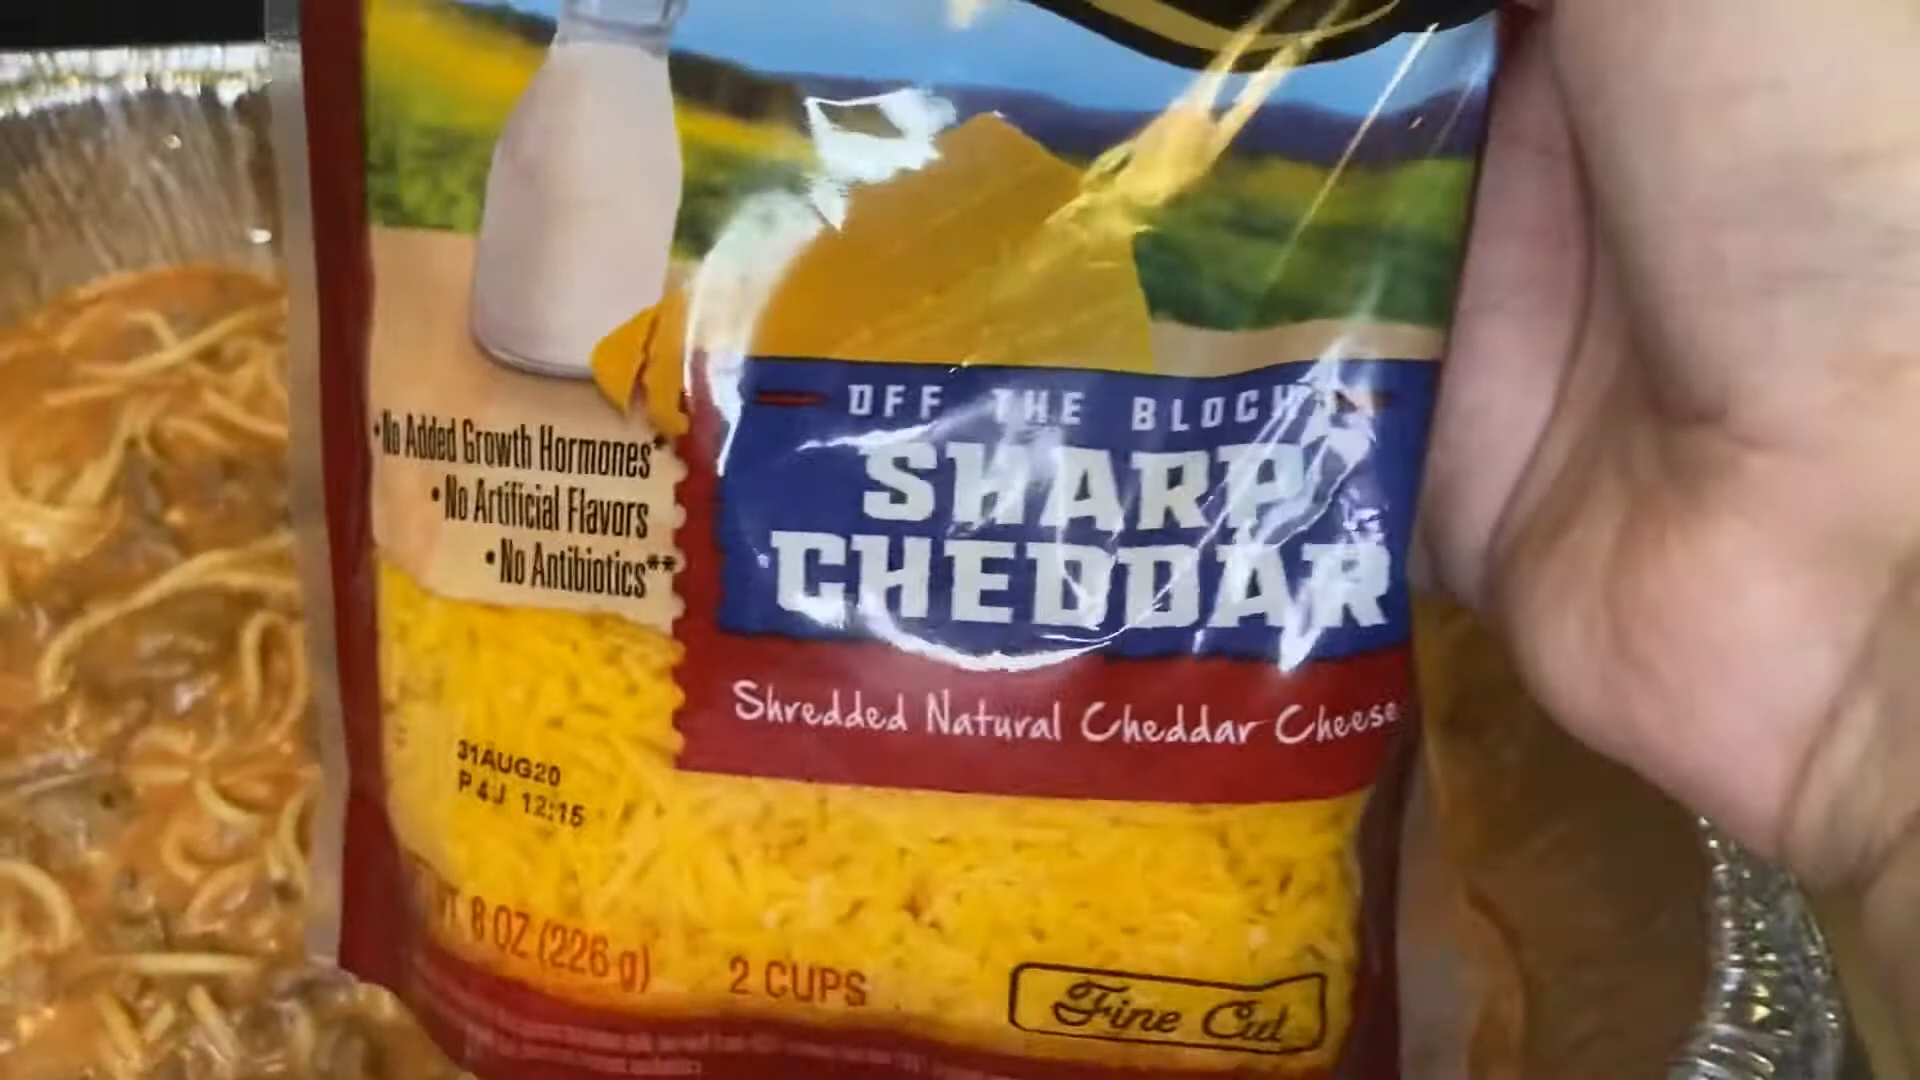 OFF THE BLOCK
SHARP
CHEDDAR
Shredded Natural Cheddar Cheese
•No Added Growth Hormones*
•No Artificial Flavors
•No Antibiotics**
31AUG20
P 4J 12:15
8 OZ (226 g)
2 CUPS
Fine Cut